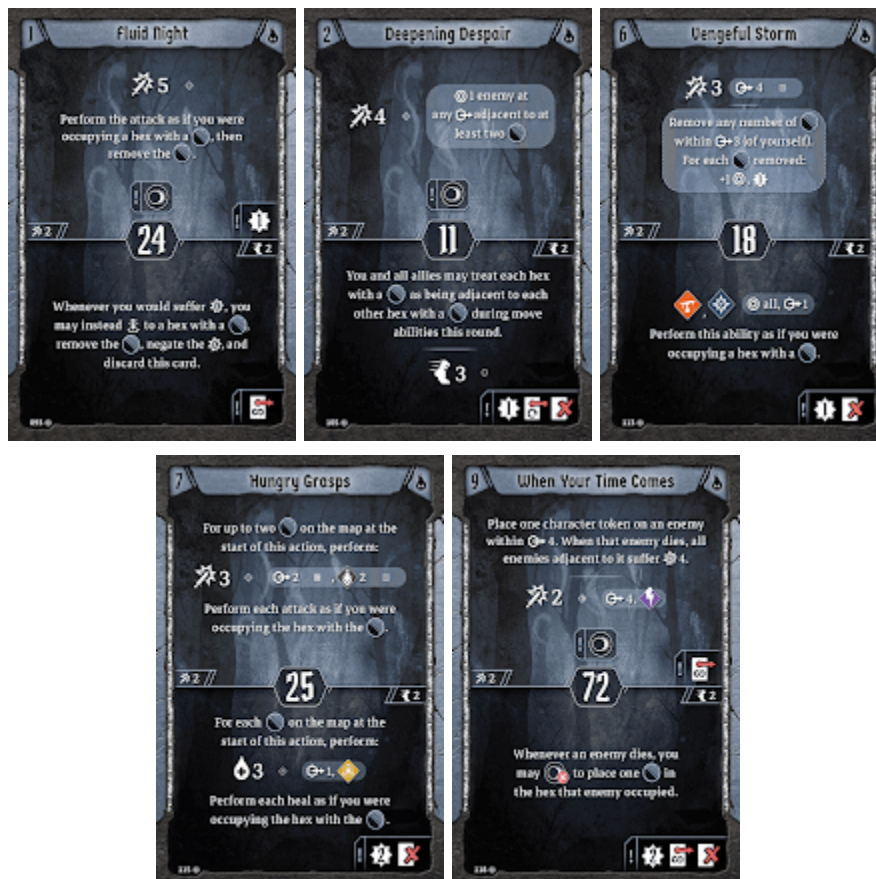 1
Fluid Night
5
Perform the attack as if you were
occupying a hex with a , then
remove the .
1
2
24
2
Whenever you would suffer , you
may instead to a hex with a ,
remove the , negate the , and
discard this card.
2
Deepening Despair
4
1 enemy at
any adjacent to at
least two
2
11
2
You and all allies may treat each hex
with a as being adjacent to each
other hex with a during move
abilities this round.
3
1
6
Vengeful Storm
3 4
Remove any number of
within 3 (of yourself).
For each removed:
+1 , 1
2
18
2
all, 1
Perform this ability as if you were
occupying a hex with a .
1
7
Hungry Grasps
For up to two on the map at the
start of this action, perform:
3 2 , 2
Perform each attack as if you were
occupying the hex with the .
2
25
2
For each on the map at the
start of this action, perform:
3 1,
Perform each heal as if you were
occupying the hex with the .
2
9
When Your Time Comes
Place one character token on an enemy
within 4. When that enemy dies, all
enemies adjacent to it suffer 4.
2 4,
2
72
2
Whenever an enemy dies, you
may to place one in
the hex that enemy occupied.
2